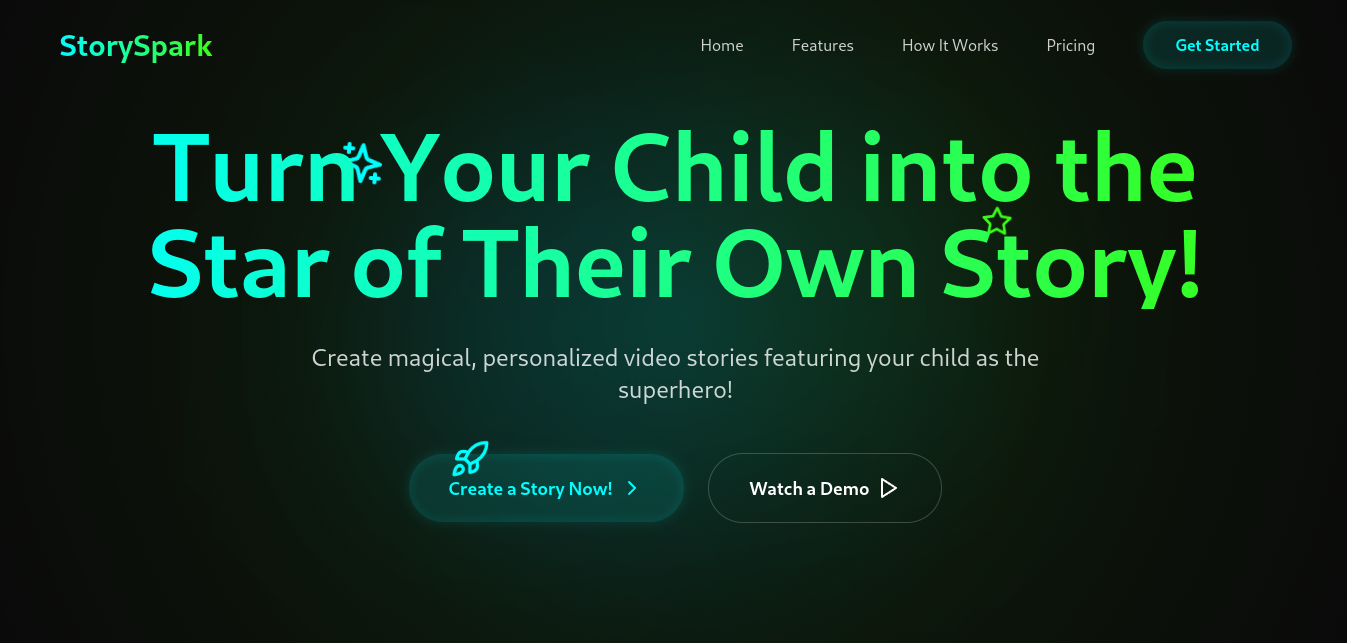 StorySpark
Home
Features
How It Works
Pricing
Get Started
Turn Your Child into the
Star of Their Own Story!
Create magical, personalized video stories featuring your child as the
superhero!
Create a Story Now!
Watch a Demo